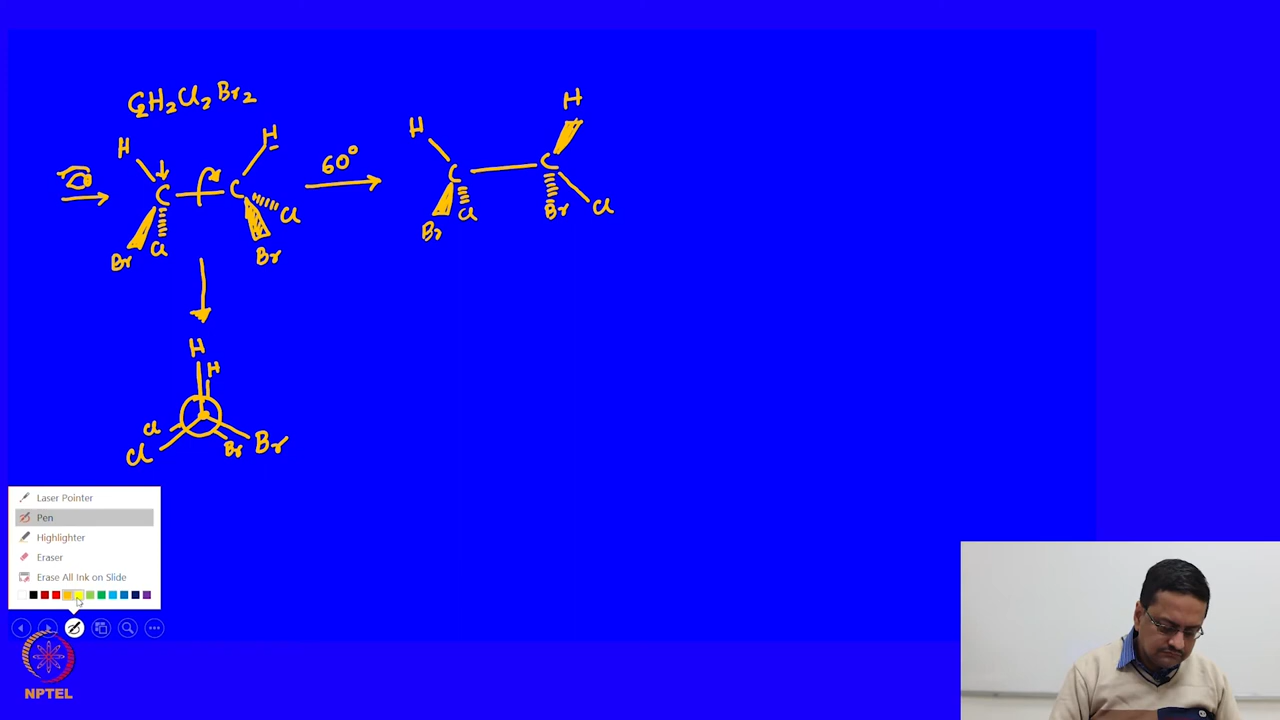 C2H2Cl2Br2
H
H
60°
H
H
C
C
C
C
Br
Cl
Br
Cl
Br
Cl
Br
Cl
H
H
Cl
Cl
Br
Br
Laser Pointer
Pen
Highlighter
Eraser
Erase All Ink on Slide
NPTEL